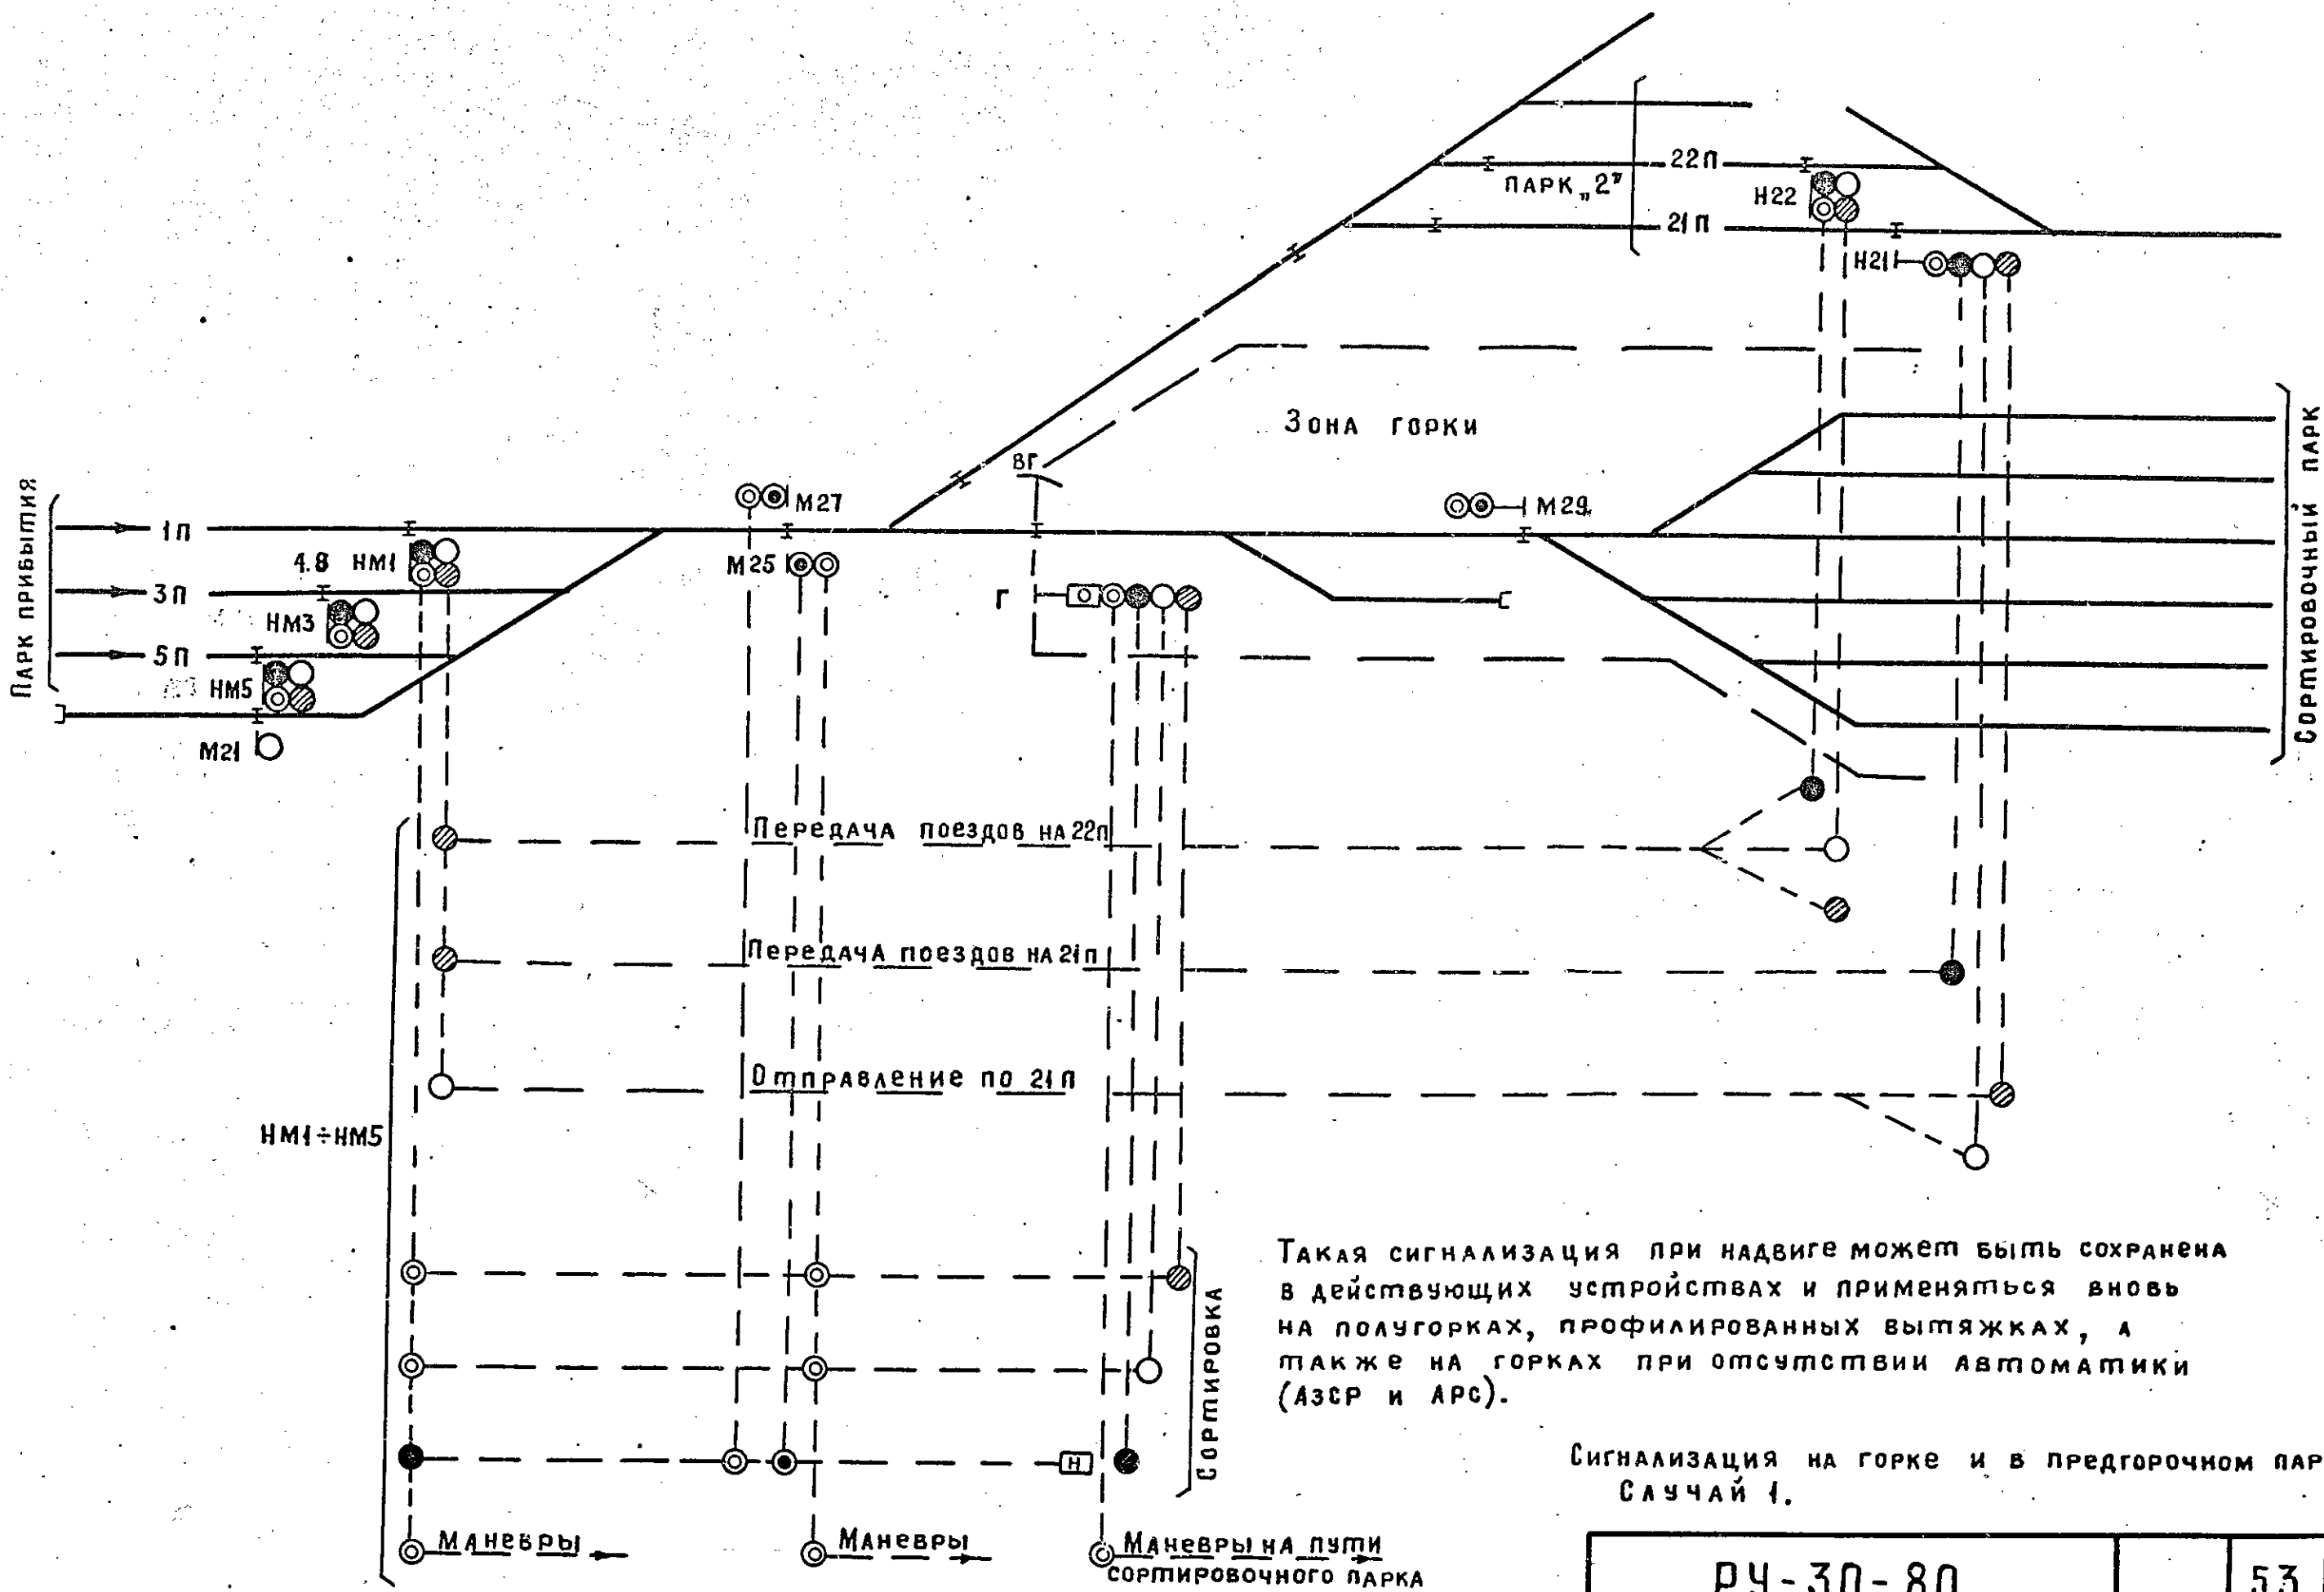 22П
ПАРК „2"
Н22
21П
Н21
ЗОНА ГОРКИ
ВГ
М27
М29
ПАРК ПРИБЫТИЯ
СОРТИРОВОЧНЫЙ ПАРК
1П
4.8 НМ1
М25
3П
Г
НМ3
5П
НМ5
М21
ПЕРЕДАЧА ПОЕЗДОВ НА 22П
ПЕРЕДАЧА ПОЕЗДОВ НА 21П
ОТПРАВЛЕНИЕ ПО 21П
НМ1÷НМ5
СОРТИРОВКА
Н
МАНЕВРЫ
МАНЕВРЫ
МАНЕВРЫ НА ПУТИ
СОРТИРОВОЧНОГО ПАРКА
ТАКАЯ СИГНАЛИЗАЦИЯ ПРИ НАДВИГЕ МОЖЕТ БЫТЬ СОХРАНЕНА
В ДЕЙСТВУЮЩИХ УСТРОЙСТВАХ И ПРИМЕНЯТЬСЯ ВНОВЬ
НА ПОЛУГОРКАХ, ПРОФИЛИРОВАННЫХ ВЫТЯЖКАХ, А
ТАКЖЕ НА ГОРКАХ ПРИ ОТСУТСТВИИ АВТОМАТИКИ
(АЗСР И АРС).
СИГНАЛИЗАЦИЯ НА ГОРКЕ И В ПРЕДГОРОЧНОМ ПАР
СЛУЧАЙ 1.
РУ-30-80
53